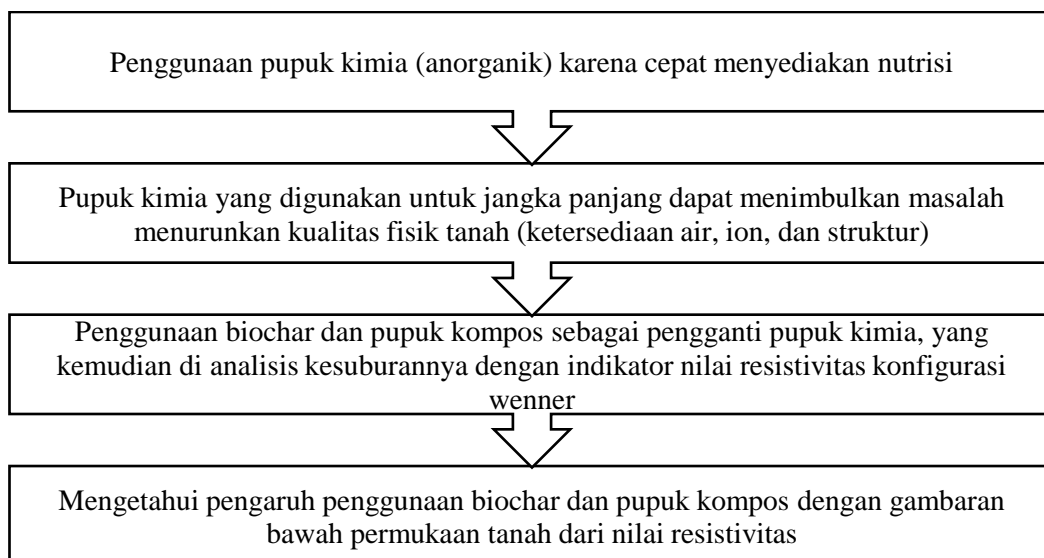 Penggunaan pupuk kimia (anorganik) karena cepat menyediakan nutrisi
Pupuk kimia yang digunakan untuk jangka panjang dapat menimbulkan masalah
menurunkan kualitas fisik tanah (ketersediaan air, ion, dan struktur)
Penggunaan biochar dan pupuk kompos sebagai pengganti pupuk kimia, yang
kemudian di analisis kesuburannya dengan indikator nilai resistivitas konfigurasi
wenner
Mengetahui pengaruh penggunaan biochar dan pupuk kompos dengan gambaran
bawah permukaan tanah dari nilai resistivitas